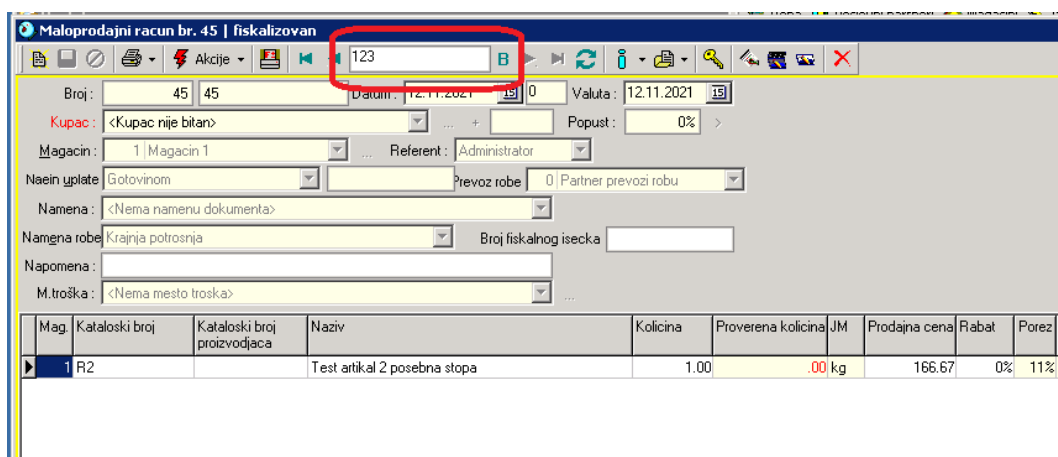 Maloprodajni racun br. 45 | fiskalizovan
Akcije 123 B
Broj : 45 45 Datum : 12.11.2021 15 0 Valuta : 12.11.2021 15
Kupac : <Kupac nije bitan> ... + Popust : 0% >
Magacin : 1 Magacin 1 ... Referent : Administrator
Naein uplate Gotovinom Prevoz robe 0 Partner prevozi robu
Namena : <Nema namenu dokumenta>
Namena robe Krajnja potrosnja Broj fiskalnog isecka
Napomena :
M.troška : <Nema mesto troska> ...
Mag. Kataloski broj Kataloski broj Naziv Kolicina Proverena kolicina JM Prodajna cena Rabat Porez
proizvodjaca
1 R2 Test artikal 2 posebna stopa 1.00 .00 kg 166.67 0% 11%